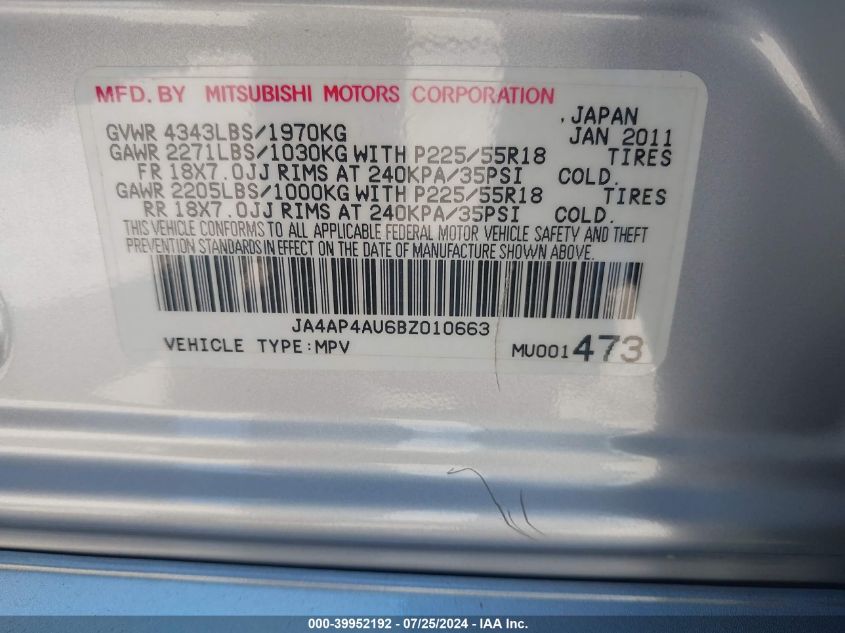 MFD. BY MITSUBISHI MOTORS CORPORATION
, JAPAN
GVWR 4343LBS/1970KG JAN 2011
GAWR 2271LBS/1030KG WITH P225/55R18 TIRES
FR 18X7.0JJ RIMS AT 240KPA/35PSI COLD.
GAWR 2205LBS/1000KG WITH P225/55R18 TIRES
RR 18X7.0JJ RIMS AT 240KPA/35PSI COLD.
THIS VEHICLE CONFORMS TO ALL APPLICABLE FEDERAL MOTOR VEHICLE SAFETY AND THEFT
PREVENTION STANDARDS IN EFFECT ON THE DATE OF MANUFACTURE SHOWN ABOVE.
JA4AP4AU6BZ010663
VEHICLE TYPE:MPV MU001473
000-39952192 - 07/25/2024 - IAA Inc.